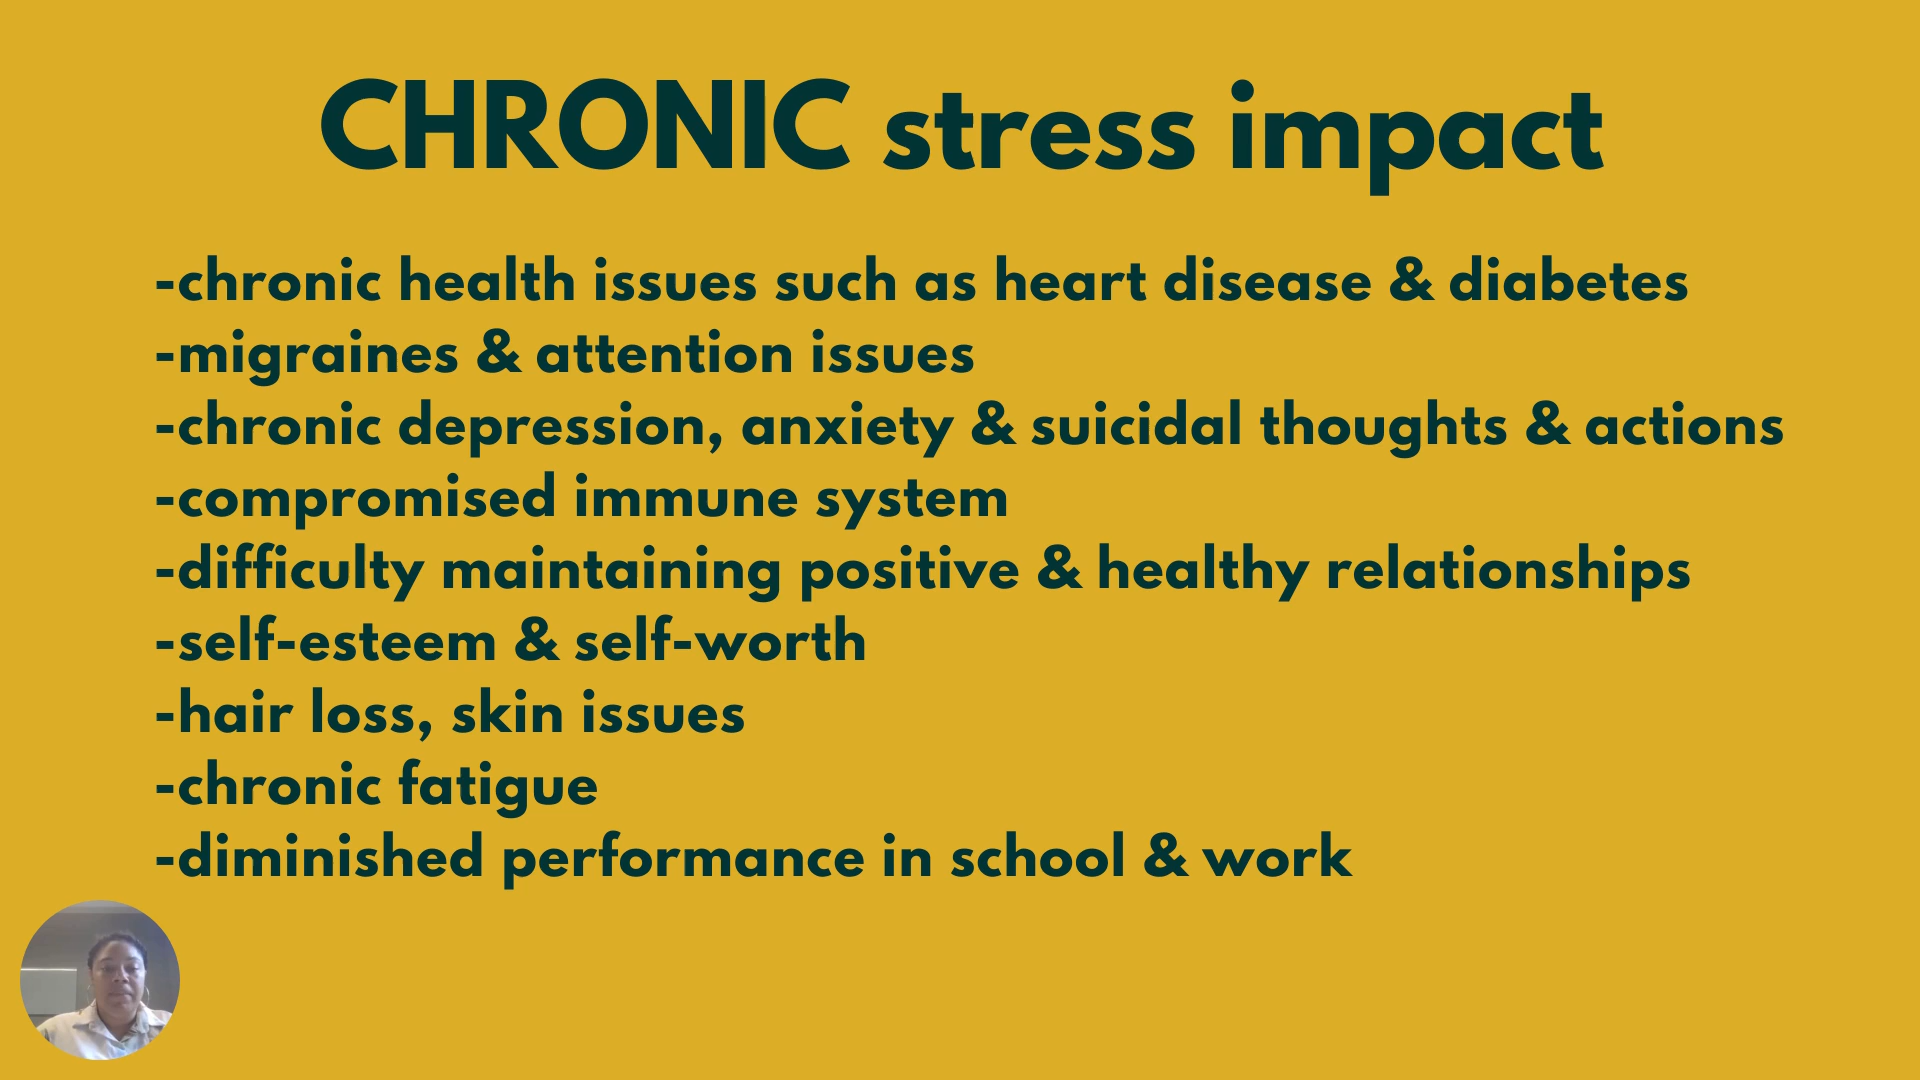 CHRONIC stress impact
-chronic health issues such as heart disease & diabetes
-migraines & attention issues
-chronic depression, anxiety & suicidal thoughts & actions
-compromised immune system
-difficulty maintaining positive & healthy relationships
-self-esteem & self-worth
-hair loss, skin issues
-chronic fatigue
-diminished performance in school & work